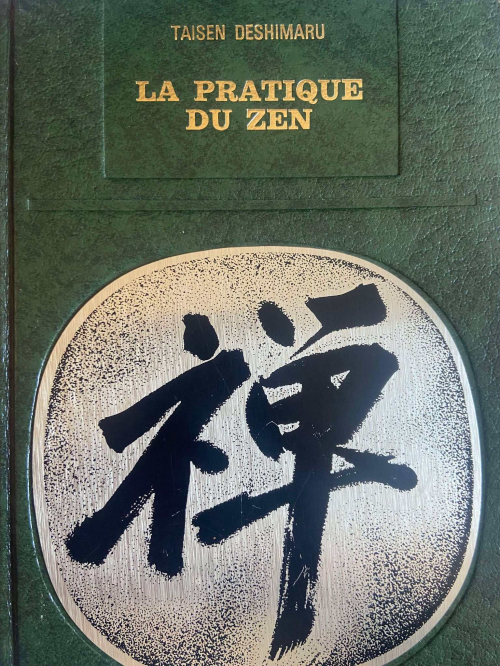 TAISEN DESHIMARU
LA PRATIQUE
DU ZEN
禅